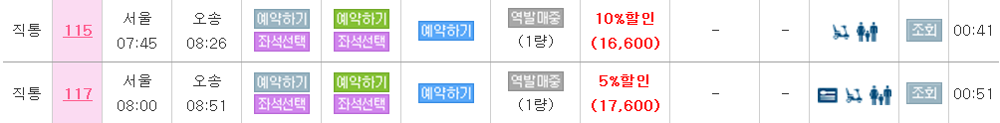 직통 115 서울 오송 예약하기 예약하기 예약하기 역발매중 10%할인 - - 조회 00:41
07:45 08:26 좌석선택 좌석선택 (1량) (16,600)
직통 117 서울 오송 예약하기 예약하기 예약하기 역발매중 5%할인 - - 조회 00:51
08:00 08:51 좌석선택 좌석선택 (1량) (17,600)